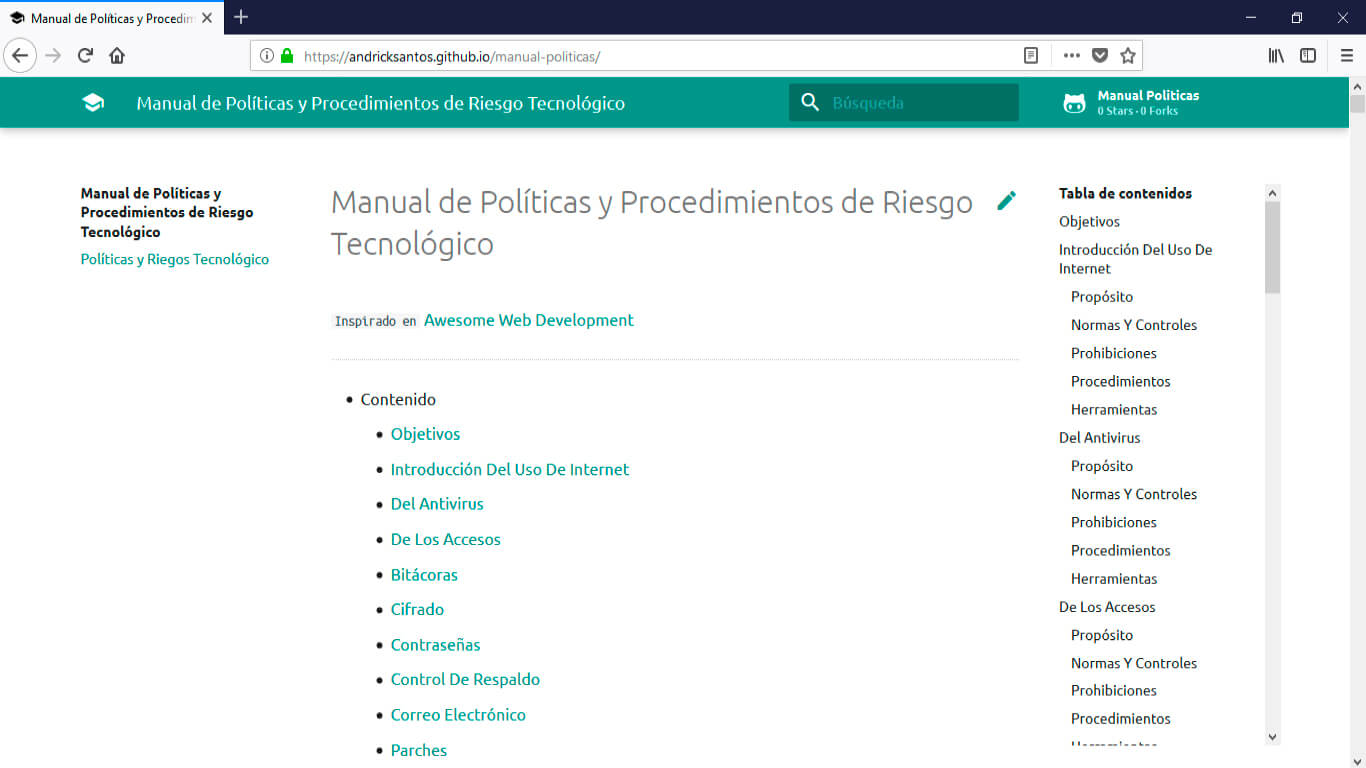 Manual de Políticas y Procedim
https://andricksantos.github.io/manual-politicas/
Manual de Políticas y Procedimientos de Riesgo Tecnológico
Búsqueda
Manual Politicas
0 Stars · 0 Forks
Manual de Políticas y
Procedimientos de Riesgo
Tecnológico
Políticas y Riegos Tecnológico
Manual de Políticas y Procedimientos de Riesgo
Tecnológico
Inspirado en Awesome Web Development
Contenido
Objetivos
Introducción Del Uso De Internet
Del Antivirus
De Los Accesos
Bitácoras
Cifrado
Contraseñas
Control De Respaldo
Correo Electrónico
Parches
Tabla de contenidos
Objetivos
Introducción Del Uso De
Internet
Propósito
Normas Y Controles
Prohibiciones
Procedimientos
Herramientas
Del Antivirus
Propósito
Normas Y Controles
Prohibiciones
Procedimientos
Herramientas
De Los Accesos
Propósito
Normas Y Controles
Prohibiciones
Procedimientos